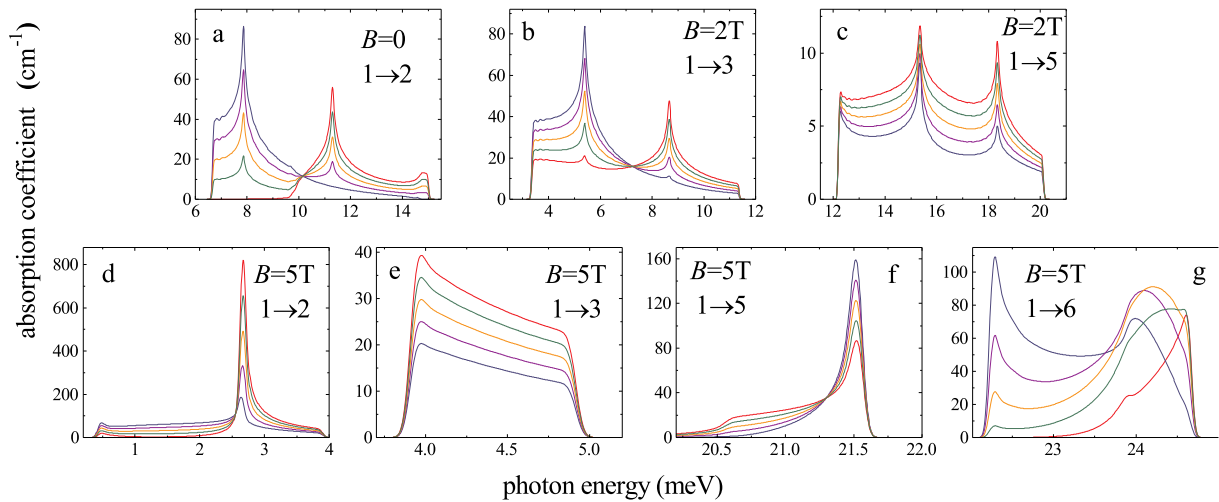 absorption coefficient (cm⁻¹)
a
B=0
1→2
80
60
40
20
0
6 8 10 12 14
b
B=2T
1→3
80
60
40
20
0
4 6 8 10 12
c
B=2T
1→5
10
5
0
12 14 16 18 20
d
B=5T
1→2
800
600
400
200
0
1 2 3 4
e
B=5T
1→3
40
30
20
10
0
4.0 4.5 5.0
f
B=5T
1→5
160
120
80
40
0
20.5 21.0 21.5 22.0
g
B=5T
1→6
100
80
60
40
20
0
22 23 24
photon energy (meV)